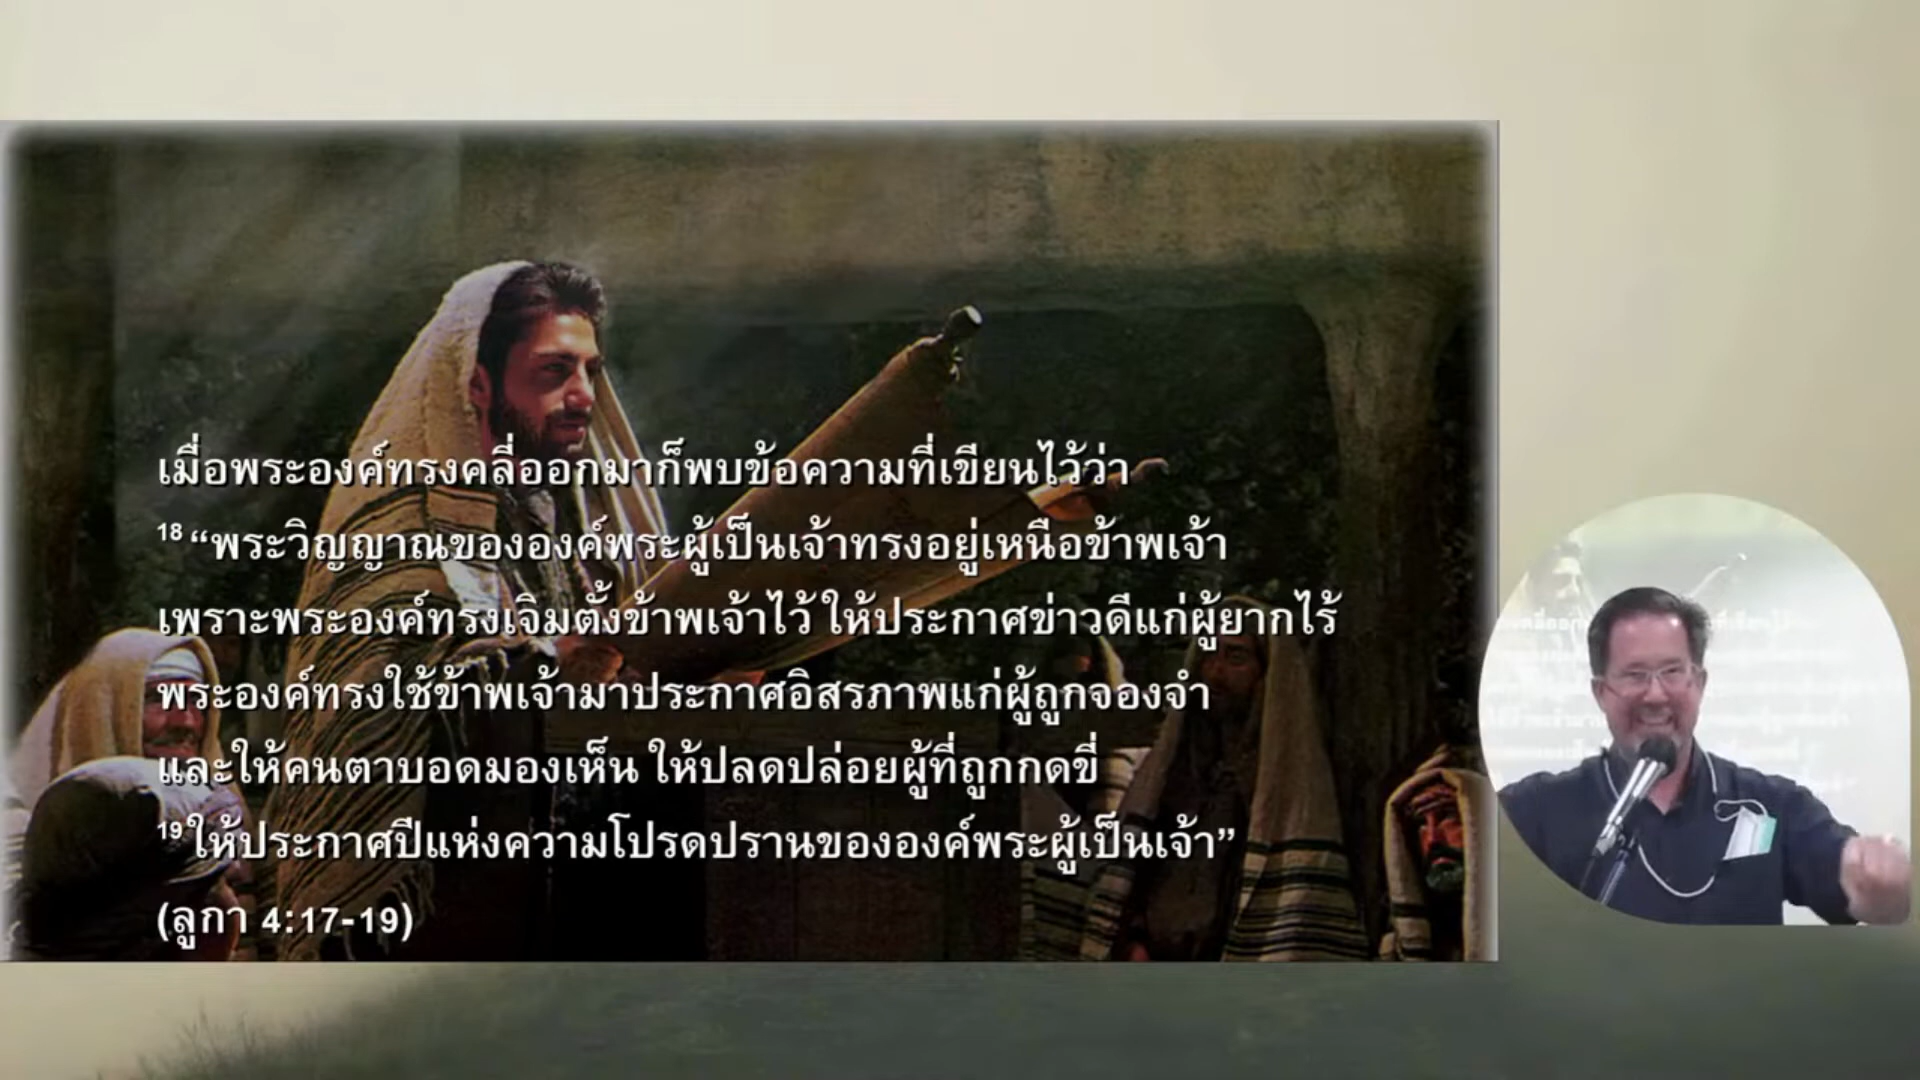 เมื่อพระองค์ทรงคลี่ออกมาก็พบข้อความที่เขียนไว้ว่า
18 “พระวิญญาณขององค์พระผู้เป็นเจ้าทรงอยู่เหนือข้าพเจ้า
เพราะพระองค์ทรงเจิมตั้งข้าพเจ้าไว้ ให้ประกาศข่าวดีแก่ผู้ยากไร้
พระองค์ทรงใช้ข้าพเจ้ามาประกาศอิสรภาพแก่ผู้ถูกจองจำ
และให้คนตาบอดมองเห็น ให้ปลดปล่อยผู้ที่ถูกกดขี่
19 ให้ประกาศปีแห่งความโปรดปรานขององค์พระผู้เป็นเจ้า”
(ลูกา 4:17-19)